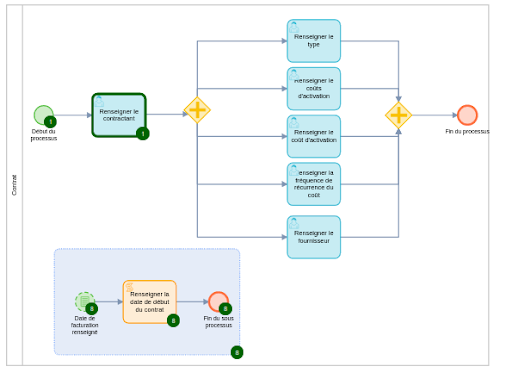 Contrat
Début du
processus
1
Renseigner le
contractant
1
Renseigner le
type
Renseigner le
coûts
d'activation
Renseigner le
coût d'activation
Renseigner la
fréquence de
récurrence du
coût
Renseigner le
fournisseur
Fin du processus
Date de
facturation
renseigné
8
Renseigner la
date de début
du contrat
8
Fin du sous
processus
8
8